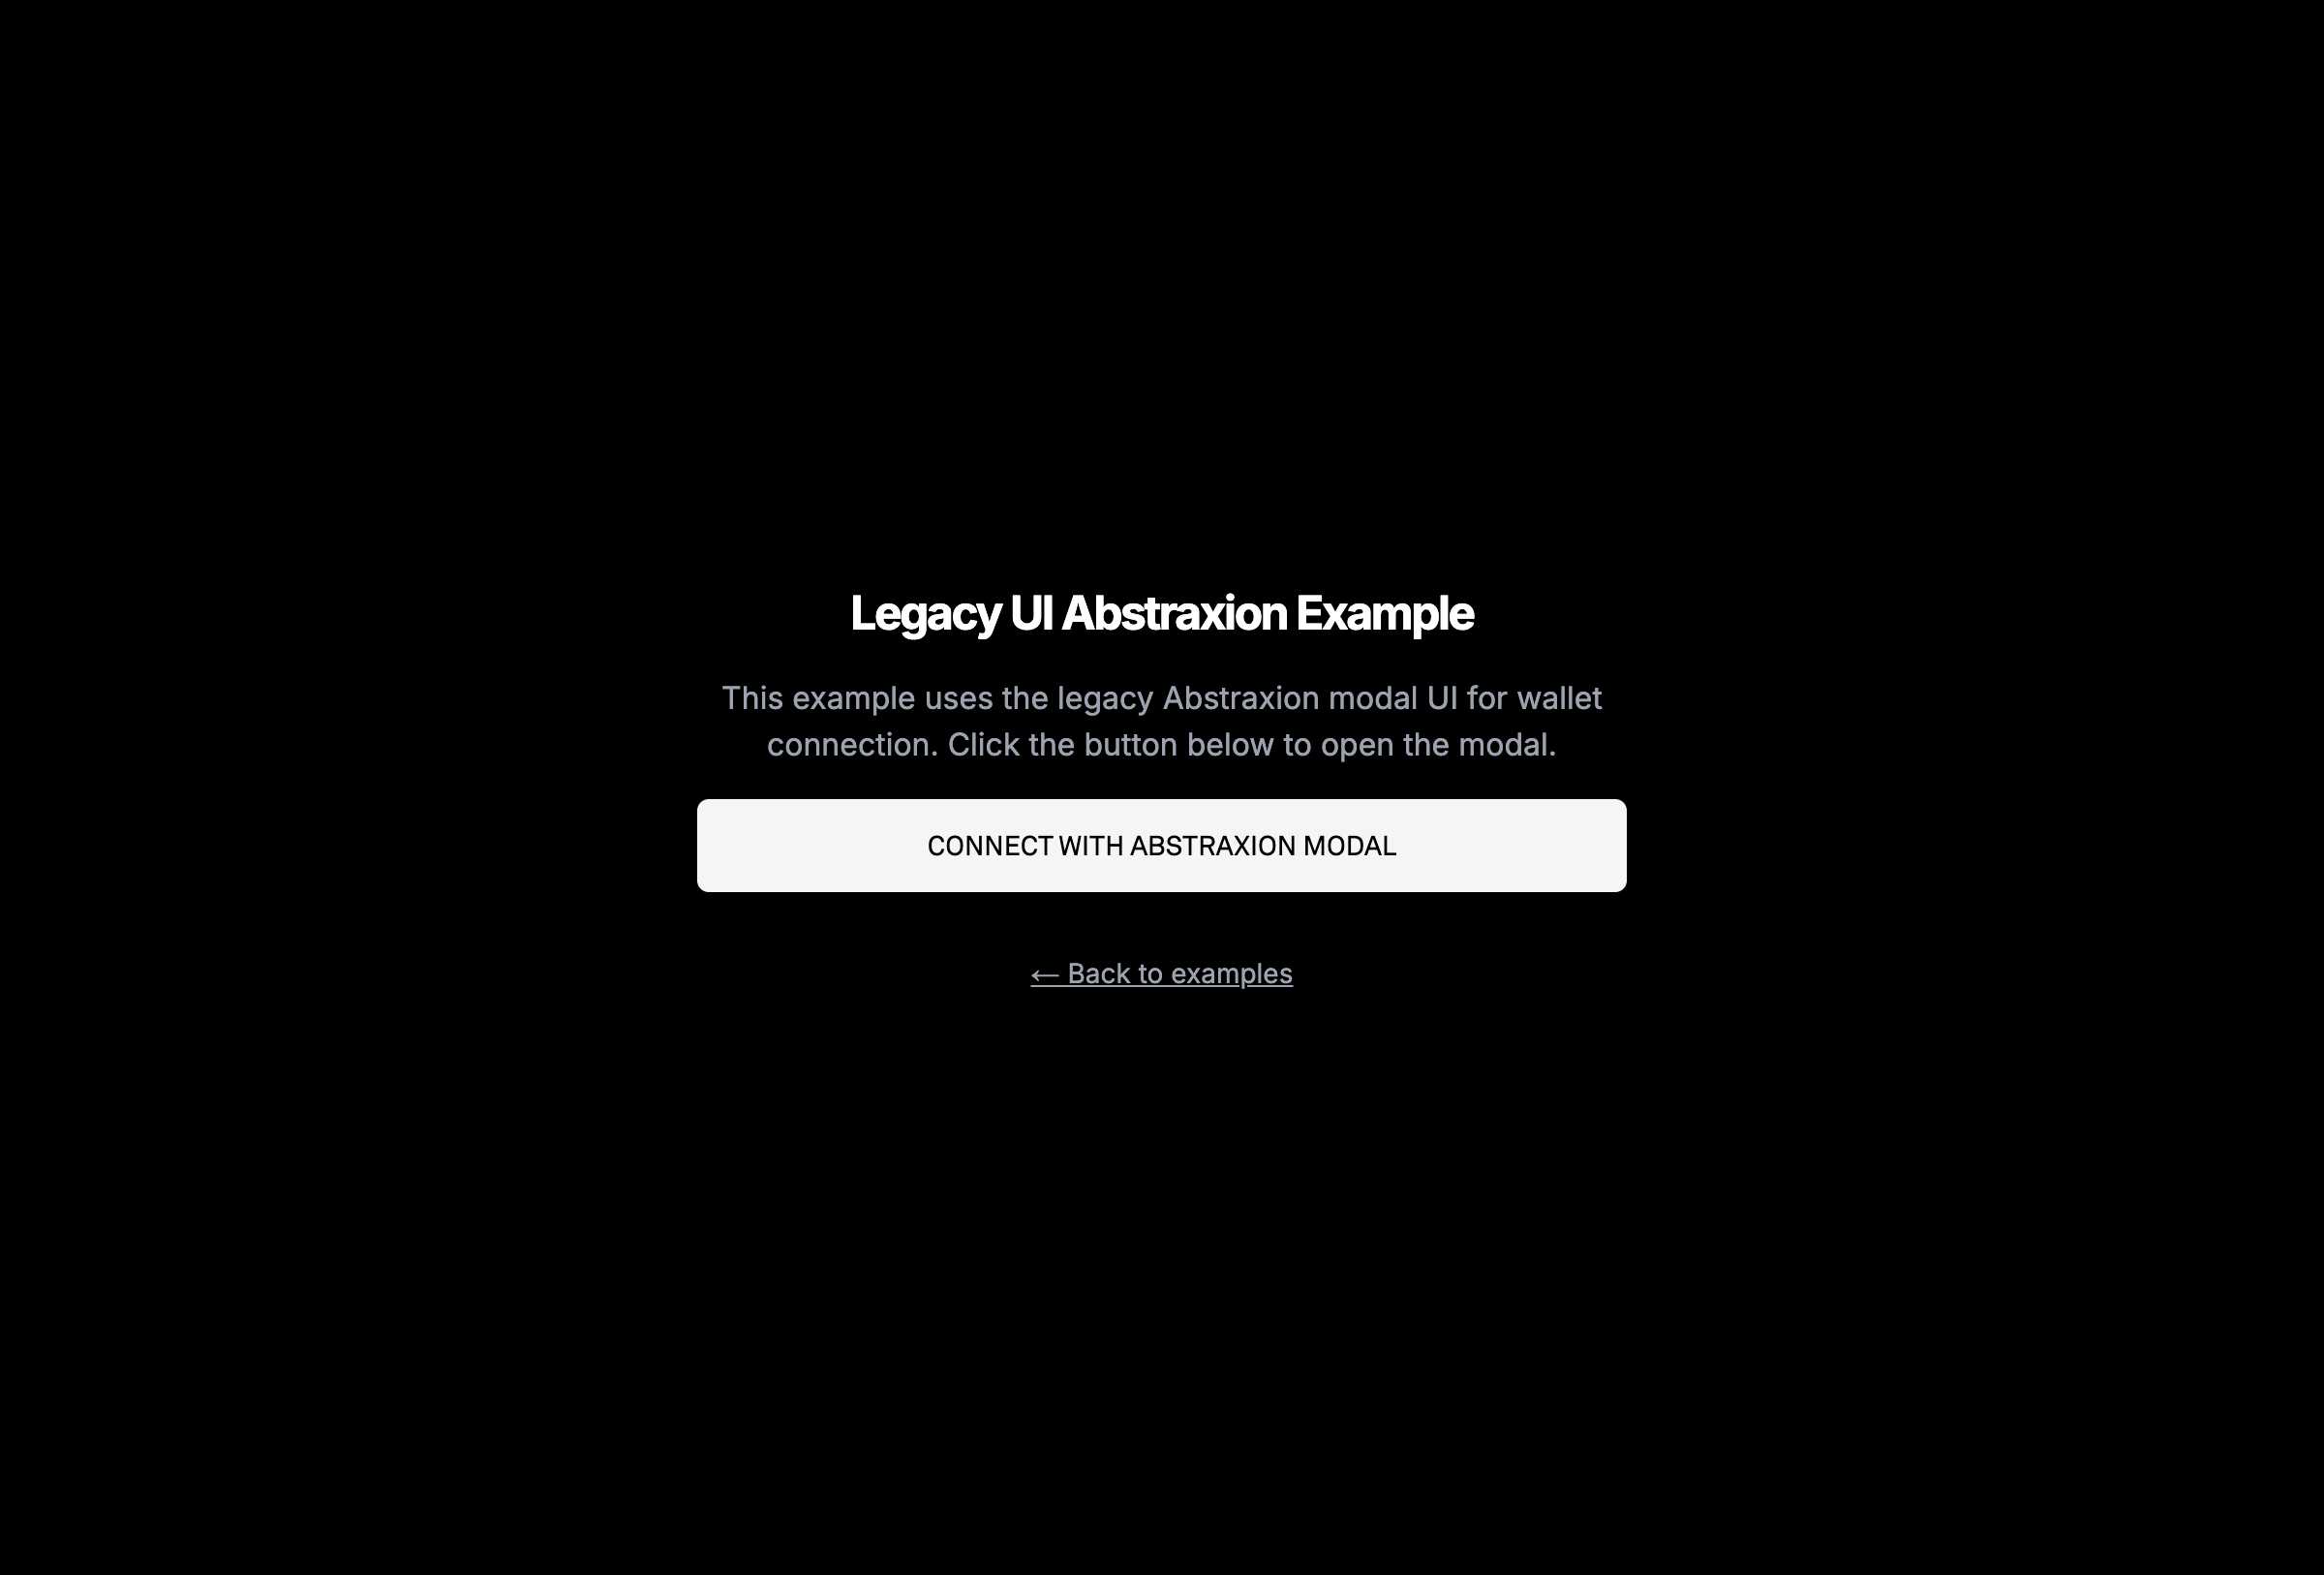 Legacy UI Abstraxion Example
This example uses the legacy Abstraxion modal UI for wallet
connection. Click the button below to open the modal.
CONNECT WITH ABSTRAXION MODAL
← Back to examples